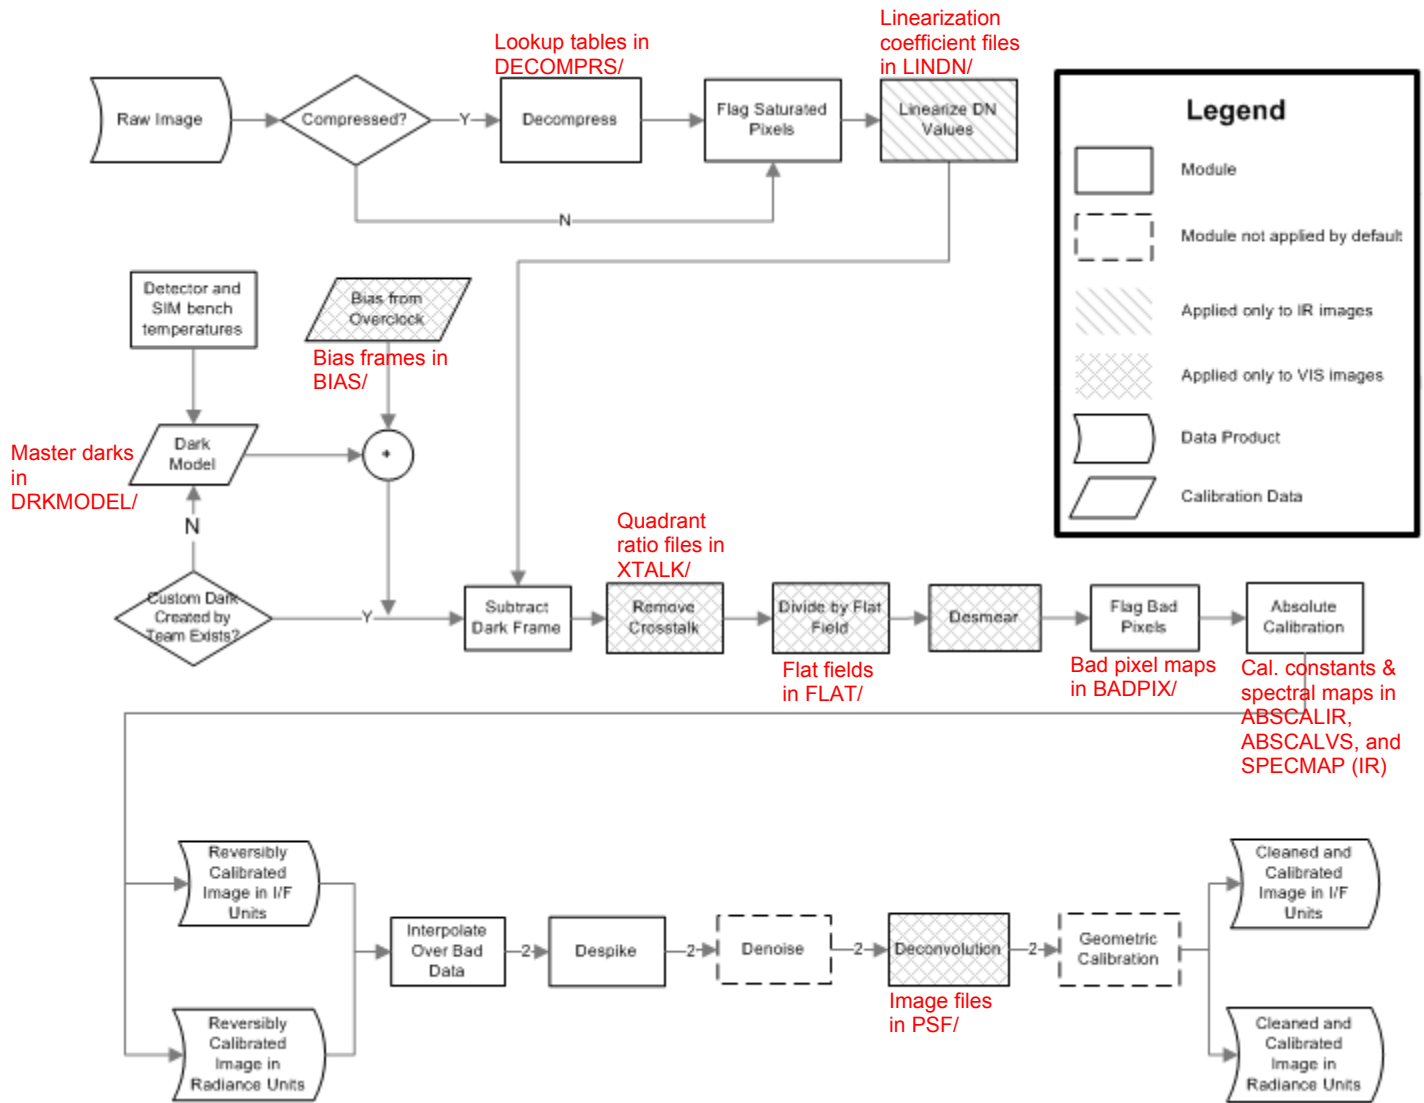 Lookup tables in
DECOMPRS/
Linearization
coefficient files
in LINDN/
Raw Image
Compressed?
Y
Decompress
Flag Saturated
Pixels
Linearize DN
Values
N
Legend
Module
Module not applied by default
Applied only to IR images
Applied only to VIS images
Data Product
Calibration Data
Detector and
SIM bench
temperatures
Bias from
Overclock
Bias frames in
BIAS/
Master darks
in
DRKMODEL/
Dark
Model
+
N
Custom Dark
Created by
Team Exists?
Y
Subtract
Dark Frame
Quadrant
ratio files in
XTALK/
Remove
Crosstalk
Divide by Flat
Field
Flat fields
in FLAT/
Desmear
Flag Bad
Pixels
Bad pixel maps
in BADPIX/
Absolute
Calibration
Cal. constants &
spectral maps in
ABSCALIR,
ABSCALVS, and
SPECMAP (IR)
Reversibly
Calibrated
Image in I/F
Units
Reversibly
Calibrated
Image in
Radiance Units
Interpolate
Over Bad
Data
2
Despike
2
Denoise
2
Deconvolution
Image files
in PSF/
2
Geometric
Calibration
Cleaned and
Calibrated
Image in I/F
Units
Cleaned and
Calibrated
Image in
Radiance Units